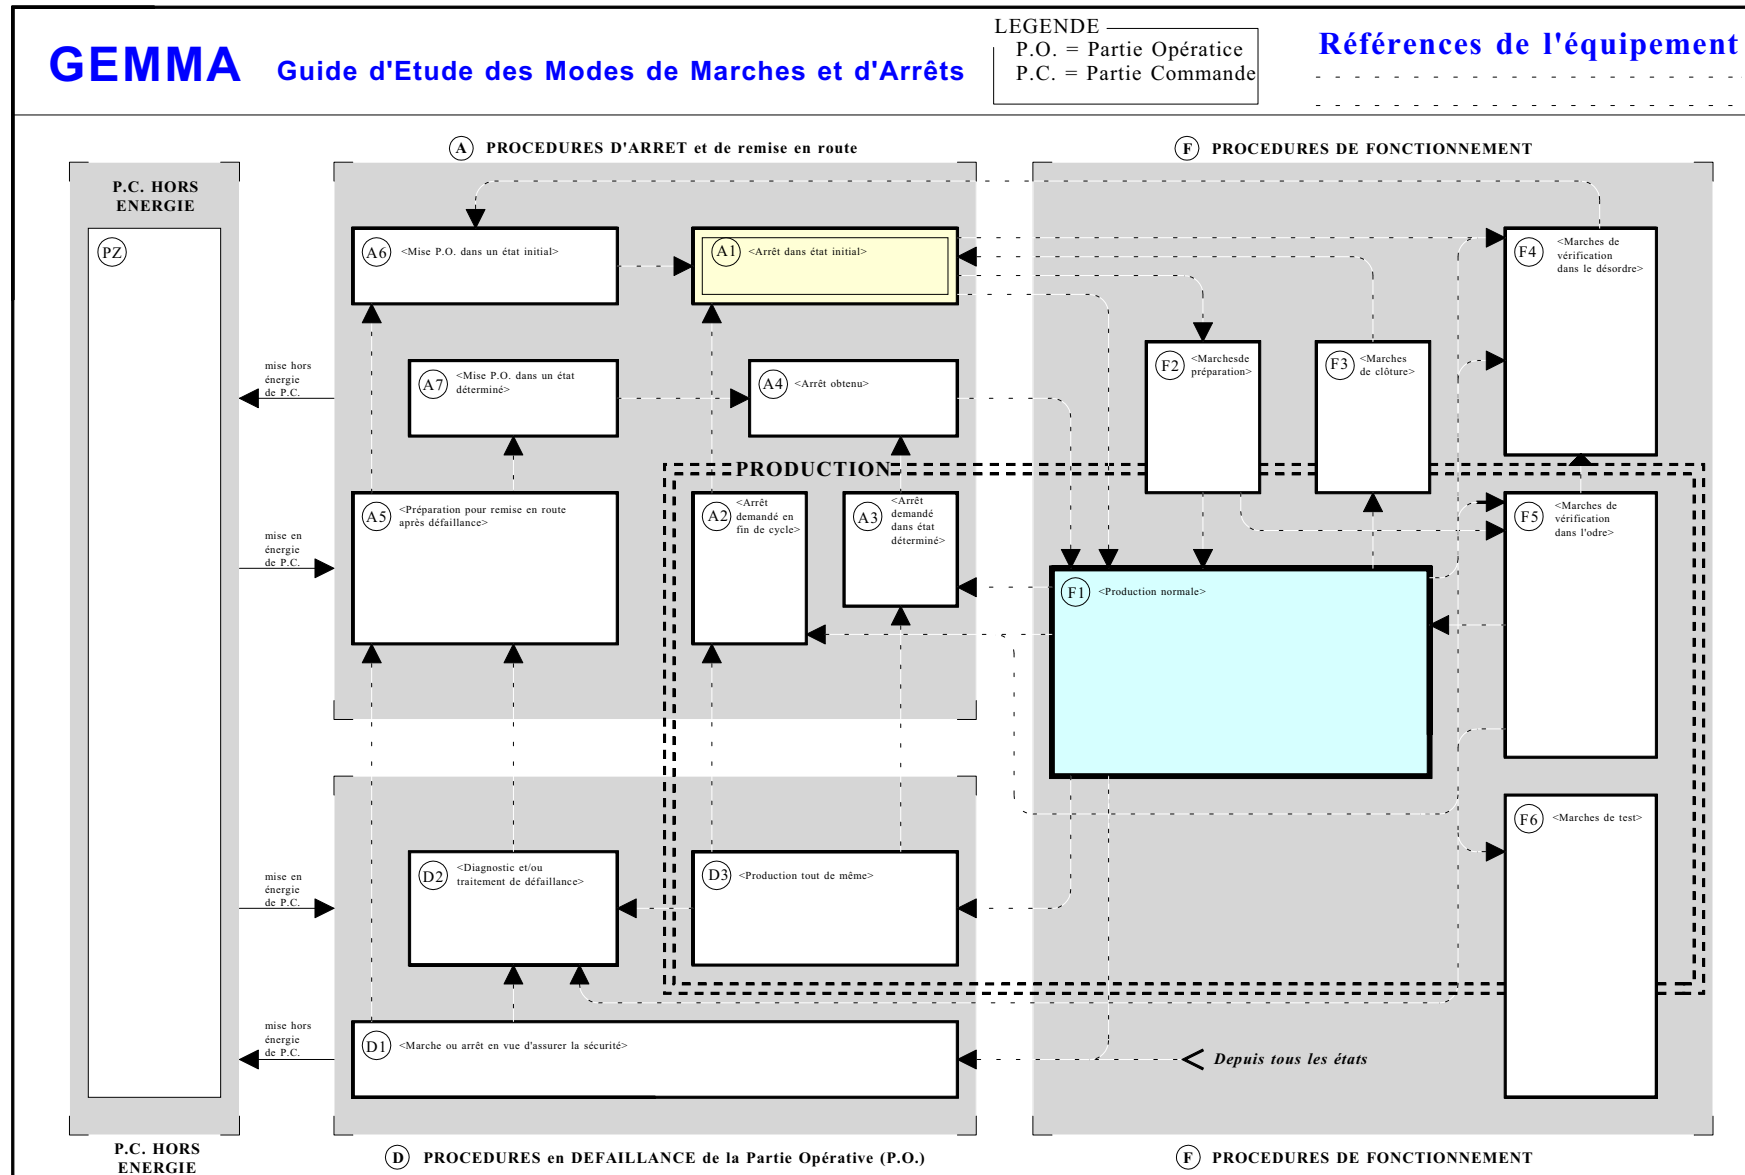 GEMMA Guide d'Etude des Modes de Marches et d'Arrêts
LEGENDE
P.O. = Partie Opératice
P.C. = Partie Commande
Références de l'équipement
A PROCEDURES D'ARRET et de remise en route
F PROCEDURES DE FONCTIONNEMENT
P.C. HORS
ENERGIE
PZ
A6 <Mise P.O. dans un état initial>
A1 <Arrêt dans état initial>
F4 <Marches de
vérification
dans le désordre>
mise hors
énergie
de P.C.
A7 <Mise P.O. dans un état
déterminé>
A4 <Arrêt obtenu>
F2 <Marchesde
préparation>
F3 <Marches
de clôture>
PRODUCTION
mise en
énergie
de P.C.
A5 <Préparation pour remise en route
après défaillance>
A2 <Arrêt
demandé en
fin de cycle>
A3 <Arrêt
demandé
dans état
déterminé>
F5 <Marches de
vérification
dans l'odre>
F1 <Production normale>
mise en
énergie
de P.C.
D2 <Diagnostic et/ou
traitement de défaillance>
D3 <Production tout de même>
F6 <Marches de test>
mise hors
énergie
de P.C.
D1 <Marche ou arrêt en vue d'assurer la sécurité>
Depuis tous les états
P.C. HORS
ENERGIE
D PROCEDURES en DEFAILLANCE de la Partie Opérative (P.O.)
F PROCEDURES DE FONCTIONNEMENT